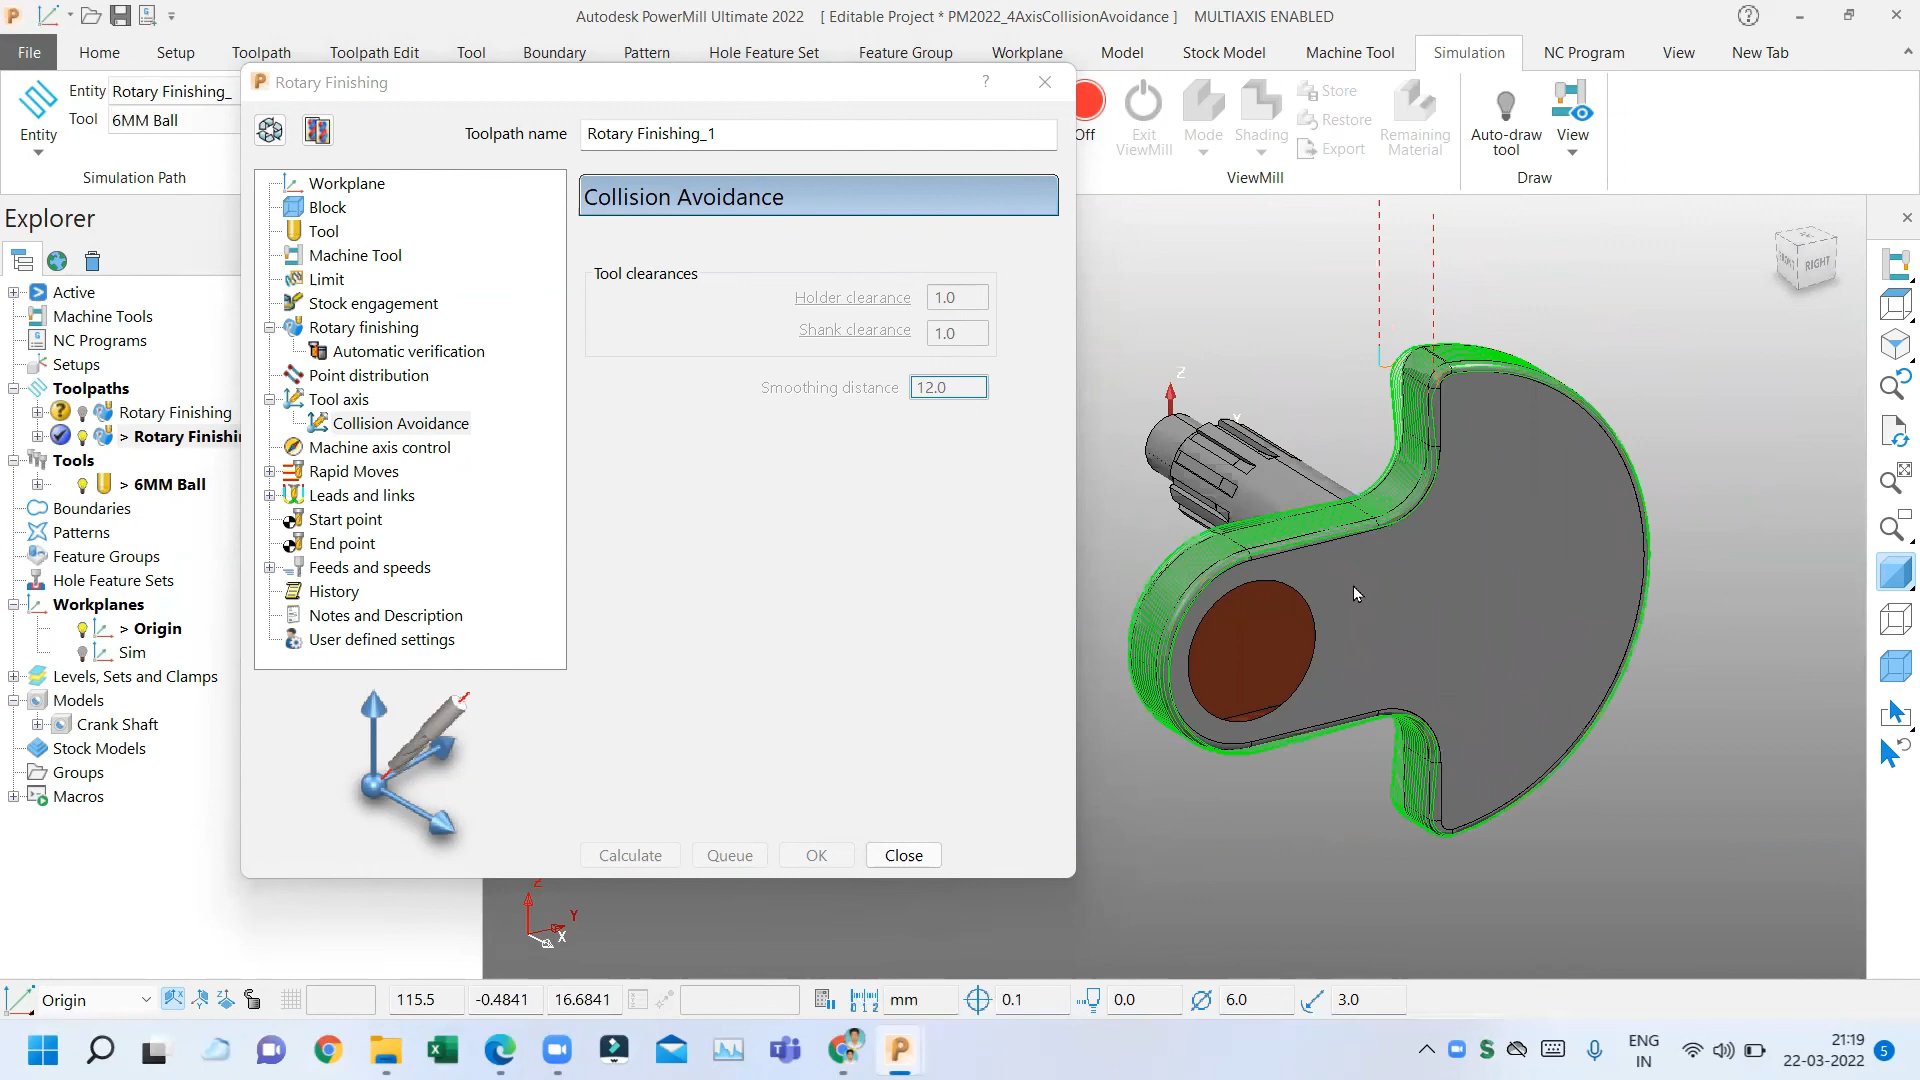 Autodesk PowerMill Ultimate 2022 [ Editable Project * PM2022_4AxisCollisionAvoidance ] MULTIAXIS ENABLED
File Home Setup Toolpath Toolpath Edit Tool Boundary Pattern Hole Feature Set Feature Group Workplane Model Stock Model Machine Tool Simulation NC Program View New Tab
Entity
Entity Rotary Finishing_
Tool 6MM Ball
Simulation Path
Off
Exit ViewMill
Mode
Shading
Store
Restore
Export
Remaining Material
ViewMill
Auto-draw tool
View
Draw
Explorer
Active
Machine Tools
NC Programs
Setups
Toolpaths
Rotary Finishing
> Rotary Finishi
Tools
> 6MM Ball
Boundaries
Patterns
Feature Groups
Hole Feature Sets
Workplanes
> Origin
Sim
Levels, Sets and Clamps
Models
Crank Shaft
Stock Models
Groups
Macros
Rotary Finishing
?
Toolpath name Rotary Finishing_1
Workplane
Block
Tool
Machine Tool
Limit
Stock engagement
Rotary finishing
Automatic verification
Point distribution
Tool axis
Collision Avoidance
Machine axis control
Rapid Moves
Leads and links
Start point
End point
Feeds and speeds
History
Notes and Description
User defined settings
Collision Avoidance
Tool clearances
Holder clearance 1.0
Shank clearance 1.0
Smoothing distance 12.0
Calculate Queue OK Close
RIGHT
Z
Z
Y
X
Origin 115.5 -0.4841 16.6841 mm 0.1 0.0 6.0 3.0
ENG
IN
21:19
22-03-2022
5